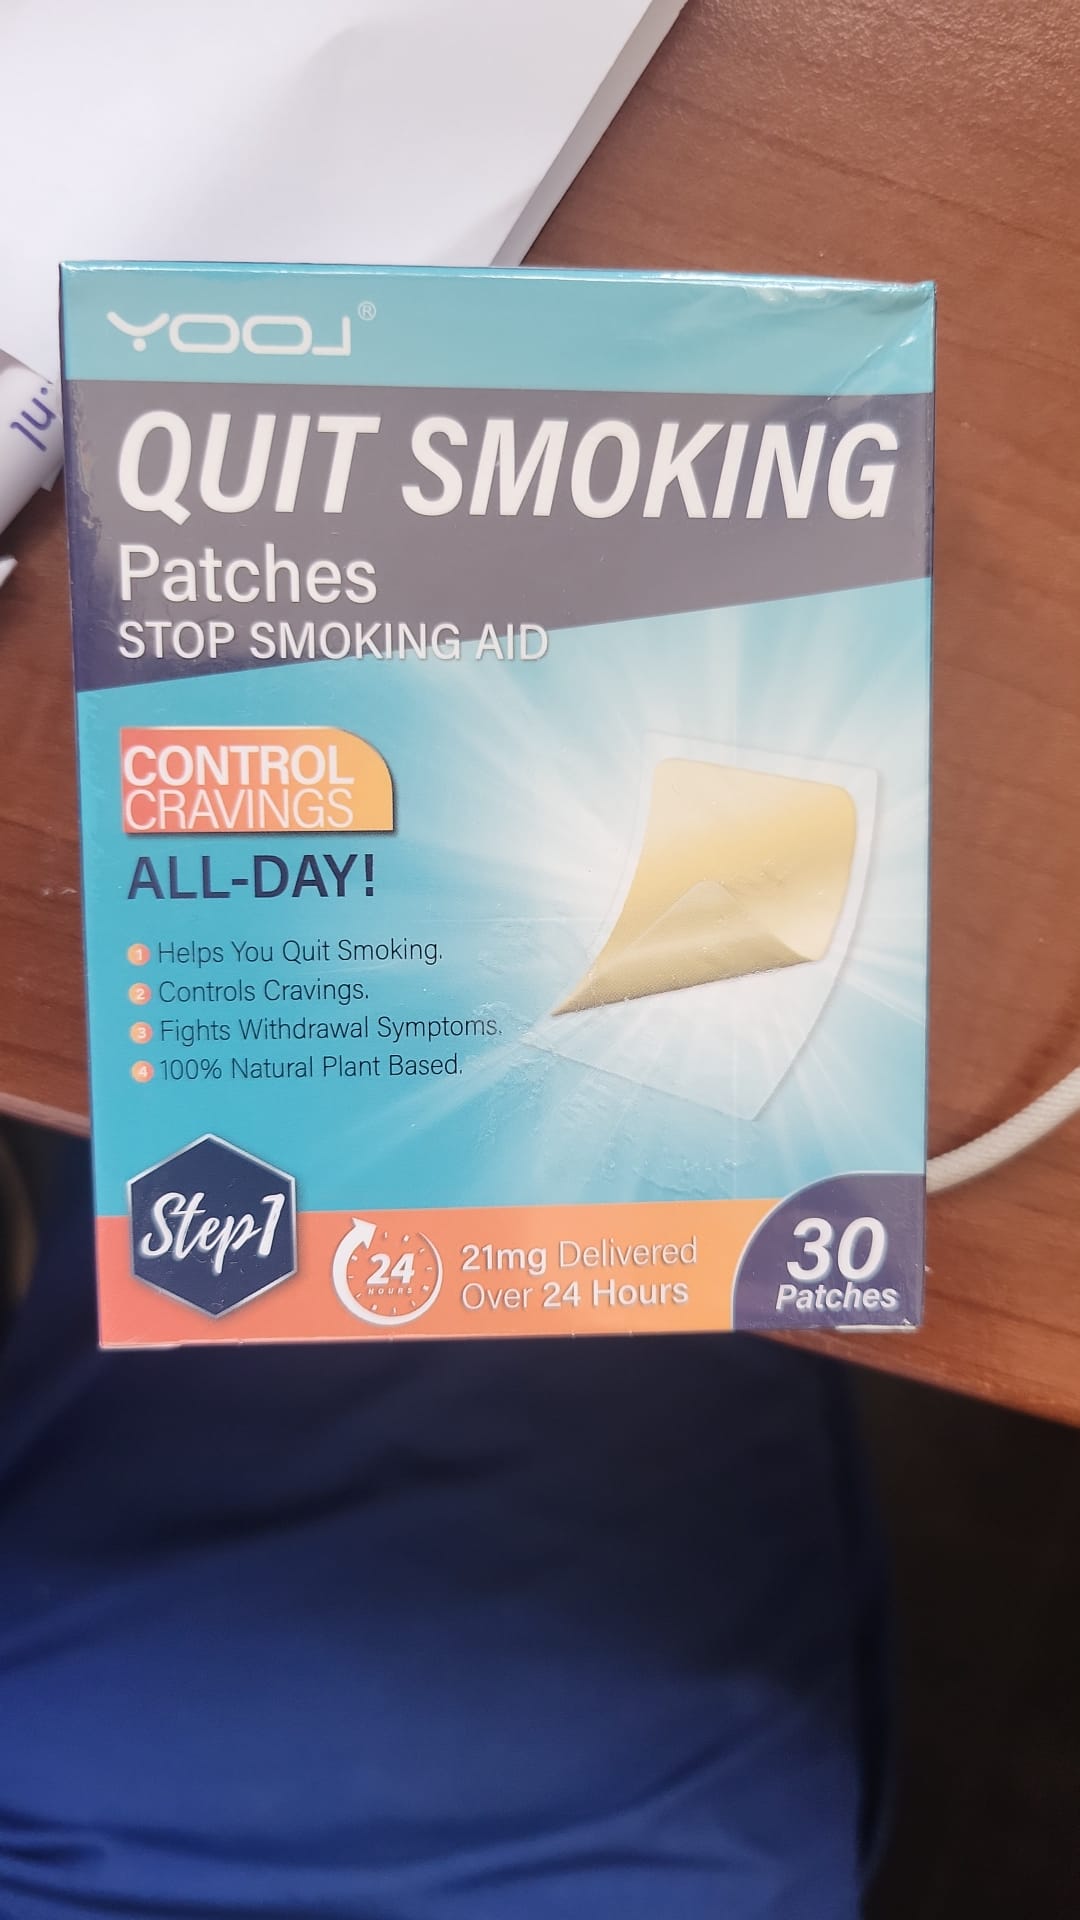 YOOJ®
QUIT SMOKING
Patches
STOP SMOKING AID
CONTROL
CRAVINGS
ALL-DAY!
1 Helps You Quit Smoking.
2 Controls Cravings.
3 Fights Withdrawal Symptoms.
4 100% Natural Plant Based.
Step1
24
HOURS
21mg Delivered
Over 24 Hours
30
Patches